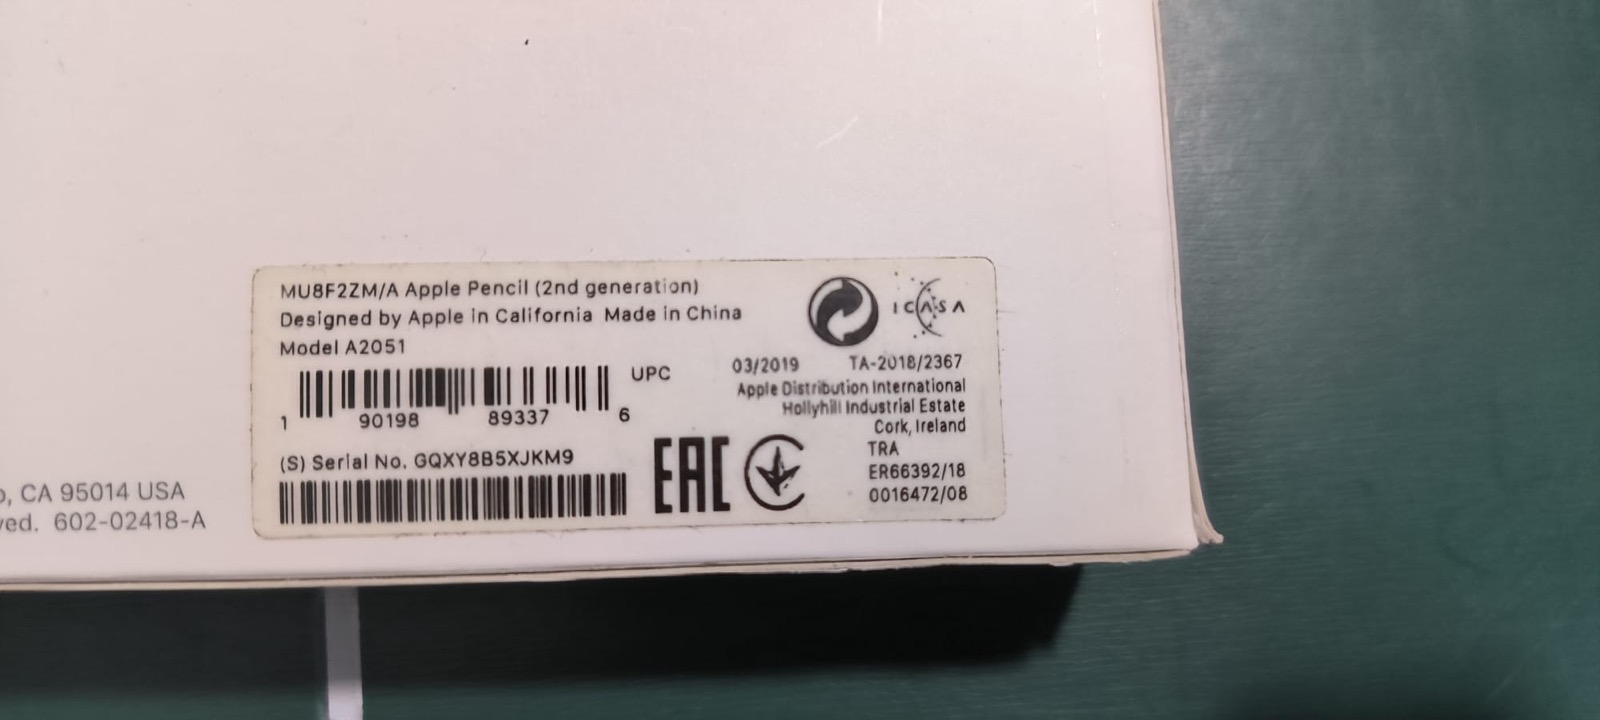 MU8F2ZM/A Apple Pencil (2nd generation)
Designed by Apple in California Made in China
Model A2051
UPC
1 90198 89337 6
(S) Serial No. GQXY8B5XJKM9
EAC
ICASA
03/2019 TA-2018/2367
Apple Distribution International
Hollyhill Industrial Estate
Cork, Ireland
TRA
ER66392/18
0016472/08
, CA 95014 USA
ved. 602-02418-A